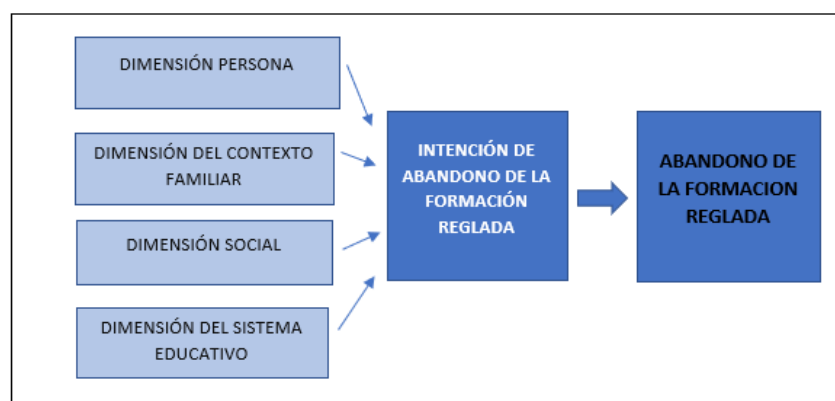 DIMENSIÓN PERSONA
DIMENSIÓN DEL CONTEXTO
FAMILIAR
DIMENSIÓN SOCIAL
DIMENSIÓN DEL SISTEMA
EDUCATIVO
INTENCIÓN DE
ABANDONO DE LA
FORMACIÓN
REGLADA
ABANDONO DE
LA FORMACION
REGLADA